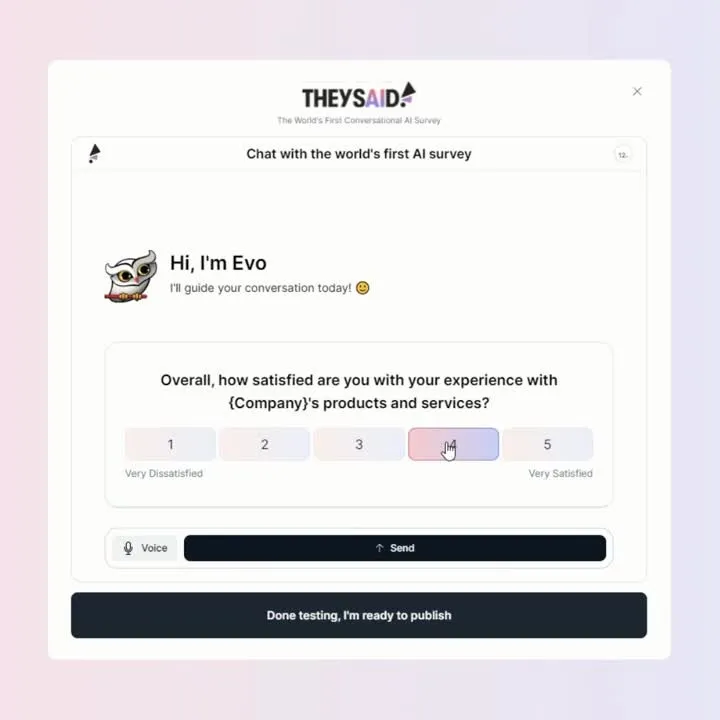 THEYSAID
The World's First Conversational AI Survey
Chat with the world's first AI survey
12.
Hi, I'm Evo
I'll guide your conversation today! 🙂
Overall, how satisfied are you with your experience with
{Company}'s products and services?
1 2 3 4 5
Very Dissatisfied Very Satisfied
Voice Send
Done testing, I'm ready to publish